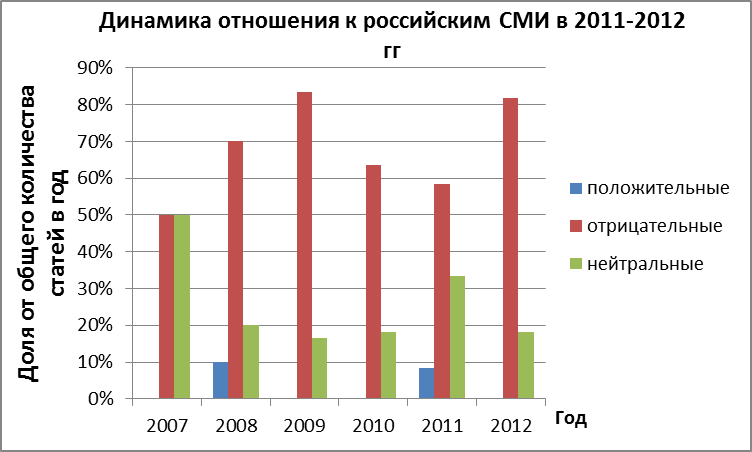 Динамика отношения к российским СМИ в 2011-2012
гг
Доля от общего количества
статей в год
90%
80%
70%
60%
50%
40%
30%
20%
10%
0%
2007 2008 2009 2010 2011 2012
Год
положительные
отрицательные
нейтральные